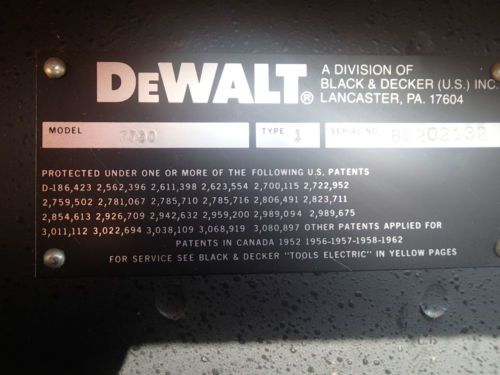 DEWALT®
A DIVISION OF
BLACK & DECKER (U.S.) INC.
LANCASTER, PA. 17604
MODEL 7730 TYPE 1 SERIAL NO. 80202132
PROTECTED UNDER ONE OR MORE OF THE FOLLOWING U.S. PATENTS
D-186,423 2,562,396 2,611,398 2,623,554 2,700,115 2,722,952
2,759,502 2,781,067 2,785,710 2,785,716 2,806,491 2,823,711
2,854,613 2,926,709 2,942,632 2,959,200 2,989,094 2,989,675
3,011,112 3,022,694 3,038,109 3,068,919 3,080,897 OTHER PATENTS APPLIED FOR
PATENTS IN CANADA 1952 1956-1957-1958-1962
FOR SERVICE SEE BLACK & DECKER "TOOLS ELECTRIC" IN YELLOW PAGES